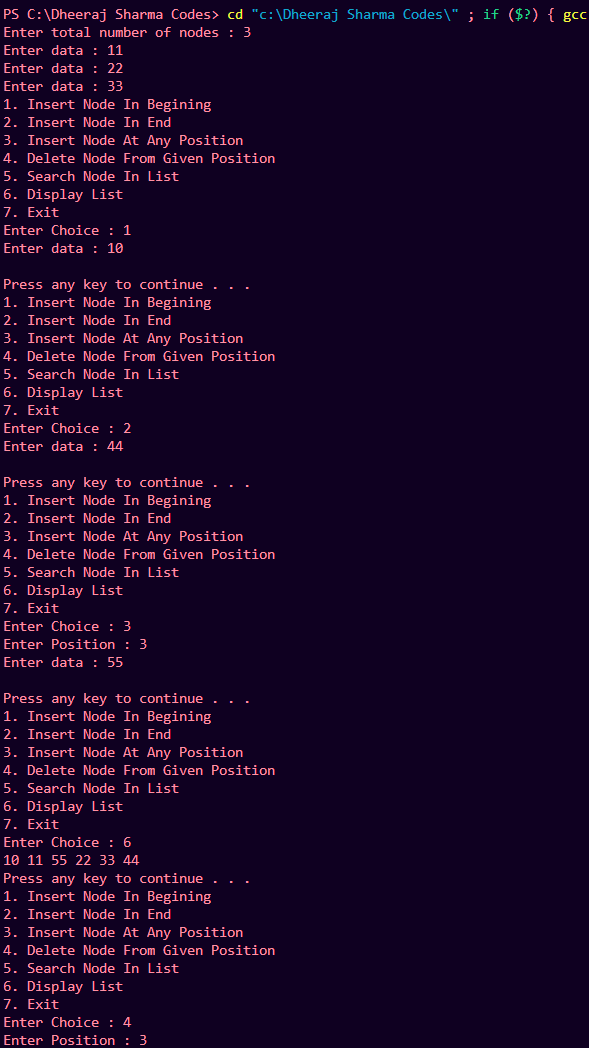 PS C:\Dheeraj Sharma Codes> cd "c:\Dheeraj Sharma Codes\" ; if ($?) { gcc
Enter total number of nodes : 3
Enter data : 11
Enter data : 22
Enter data : 33
1. Insert Node In Begining
2. Insert Node In End
3. Insert Node At Any Position
4. Delete Node From Given Position
5. Search Node In List
6. Display List
7. Exit
Enter Choice : 1
Enter data : 10
Press any key to continue . . .
1. Insert Node In Begining
2. Insert Node In End
3. Insert Node At Any Position
4. Delete Node From Given Position
5. Search Node In List
6. Display List
7. Exit
Enter Choice : 2
Enter data : 44
Press any key to continue . . .
1. Insert Node In Begining
2. Insert Node In End
3. Insert Node At Any Position
4. Delete Node From Given Position
5. Search Node In List
6. Display List
7. Exit
Enter Choice : 3
Enter Position : 3
Enter data : 55
Press any key to continue . . .
1. Insert Node In Begining
2. Insert Node In End
3. Insert Node At Any Position
4. Delete Node From Given Position
5. Search Node In List
6. Display List
7. Exit
Enter Choice : 6
10 11 55 22 33 44
Press any key to continue . . .
1. Insert Node In Begining
2. Insert Node In End
3. Insert Node At Any Position
4. Delete Node From Given Position
5. Search Node In List
6. Display List
7. Exit
Enter Choice : 4
Enter Position : 3